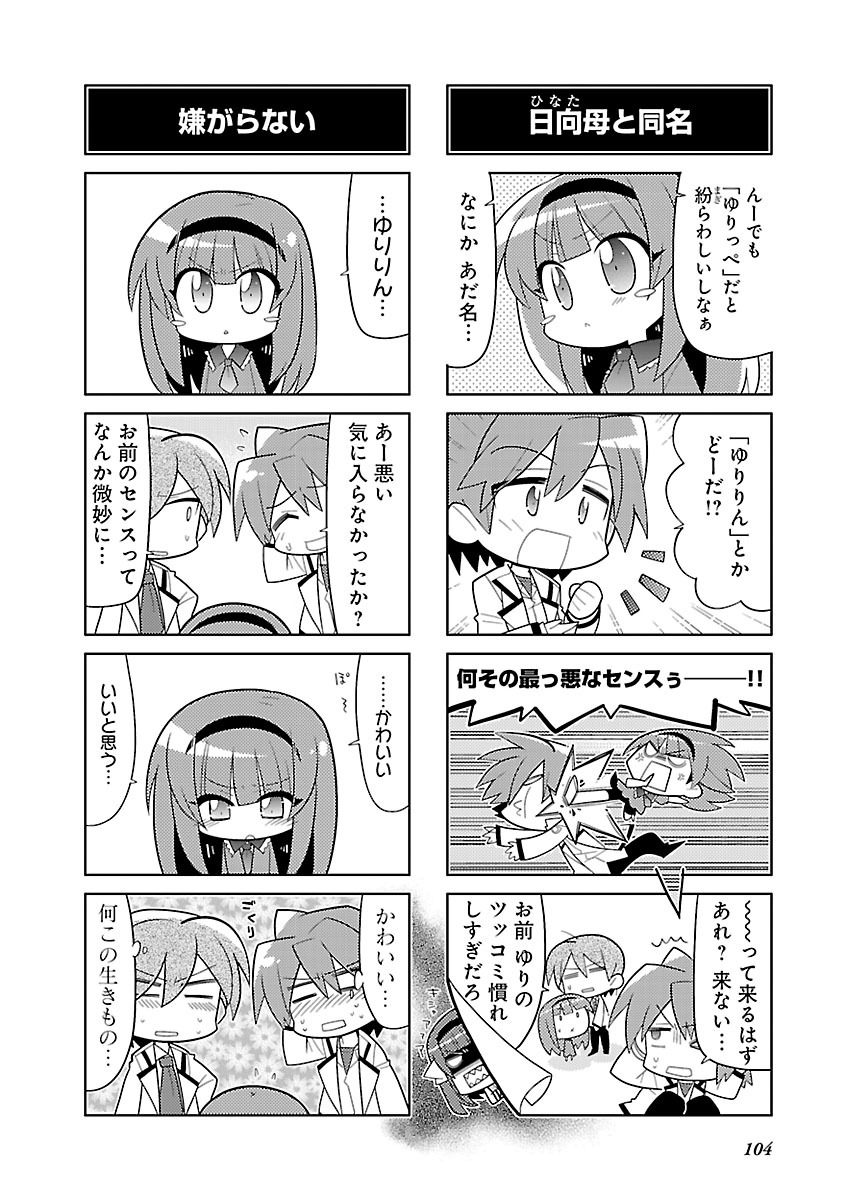 日向母と同名
ひなた
んーでも
「ゆりっぺ」だと
紛らわしいしなぁ
まぎ
なにか あだ名…
「ゆりりん」とか
どーだ!?
何その最っ悪なセンスぅ———!!
〜〜〜って来るはず
あれ? 来ない…
お前 ゆりの
ツッコミ慣れ
しすぎだろ
嫌がらない
…ゆりりん…
あー悪い
気に入らなかったか?
お前のセンスって
なんか微妙に…
……かわいい
ぽ〜
いいと思う…
かわいい…
ごくり
何この生きもの…
104